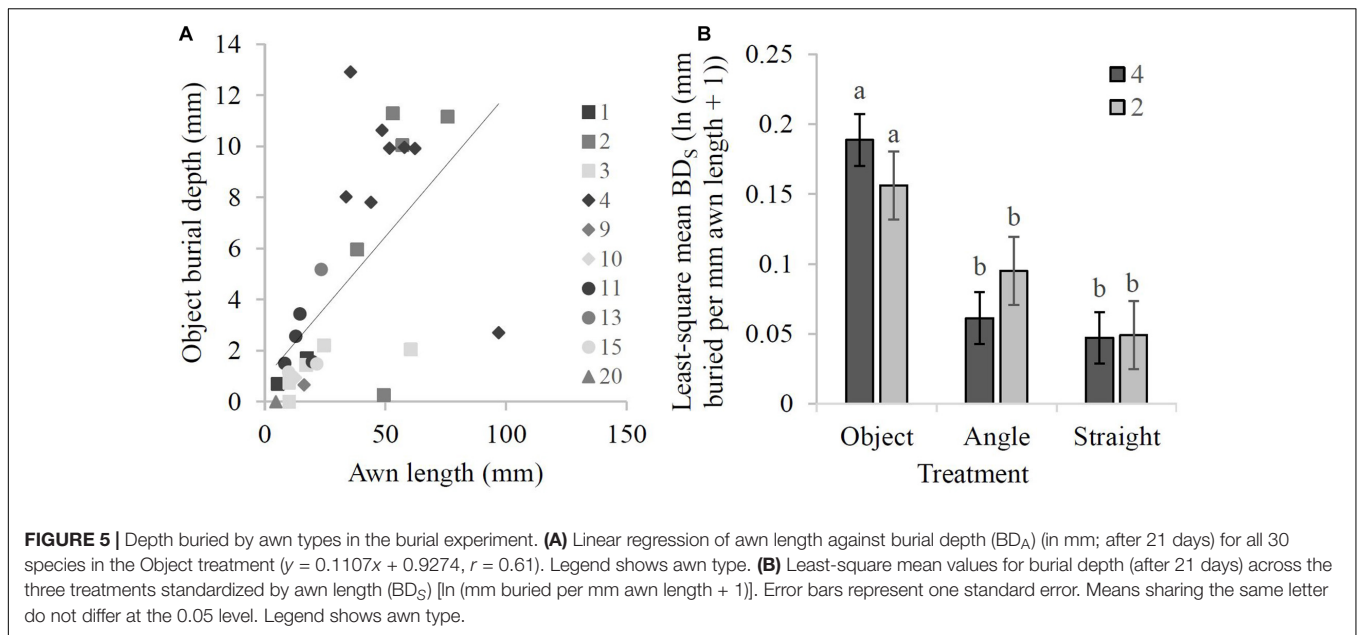 A
Object burial depth (mm)
14
12
10
8
6
4
2
0
0 50 100 150
Awn length (mm)
1
2
3
4
9
10
11
13
15
20
B
Least-square mean BDS (ln (mm
buried per mm awn length + 1))
0.25
0.2
0.15
0.1
0.05
0
4
2
a a b b b b
Object Angle Straight
Treatment
FIGURE 5 | Depth buried by awn types in the burial experiment. (A) Linear regression of awn length against burial depth (BDA) (in mm; after 21 days) for all 30
species in the Object treatment (y = 0.1107x + 0.9274, r = 0.61). Legend shows awn type. (B) Least-square mean values for burial depth (after 21 days) across the
three treatments standardized by awn length (BDS) [ln (mm buried per mm awn length + 1)]. Error bars represent one standard error. Means sharing the same letter
do not differ at the 0.05 level. Legend shows awn type.